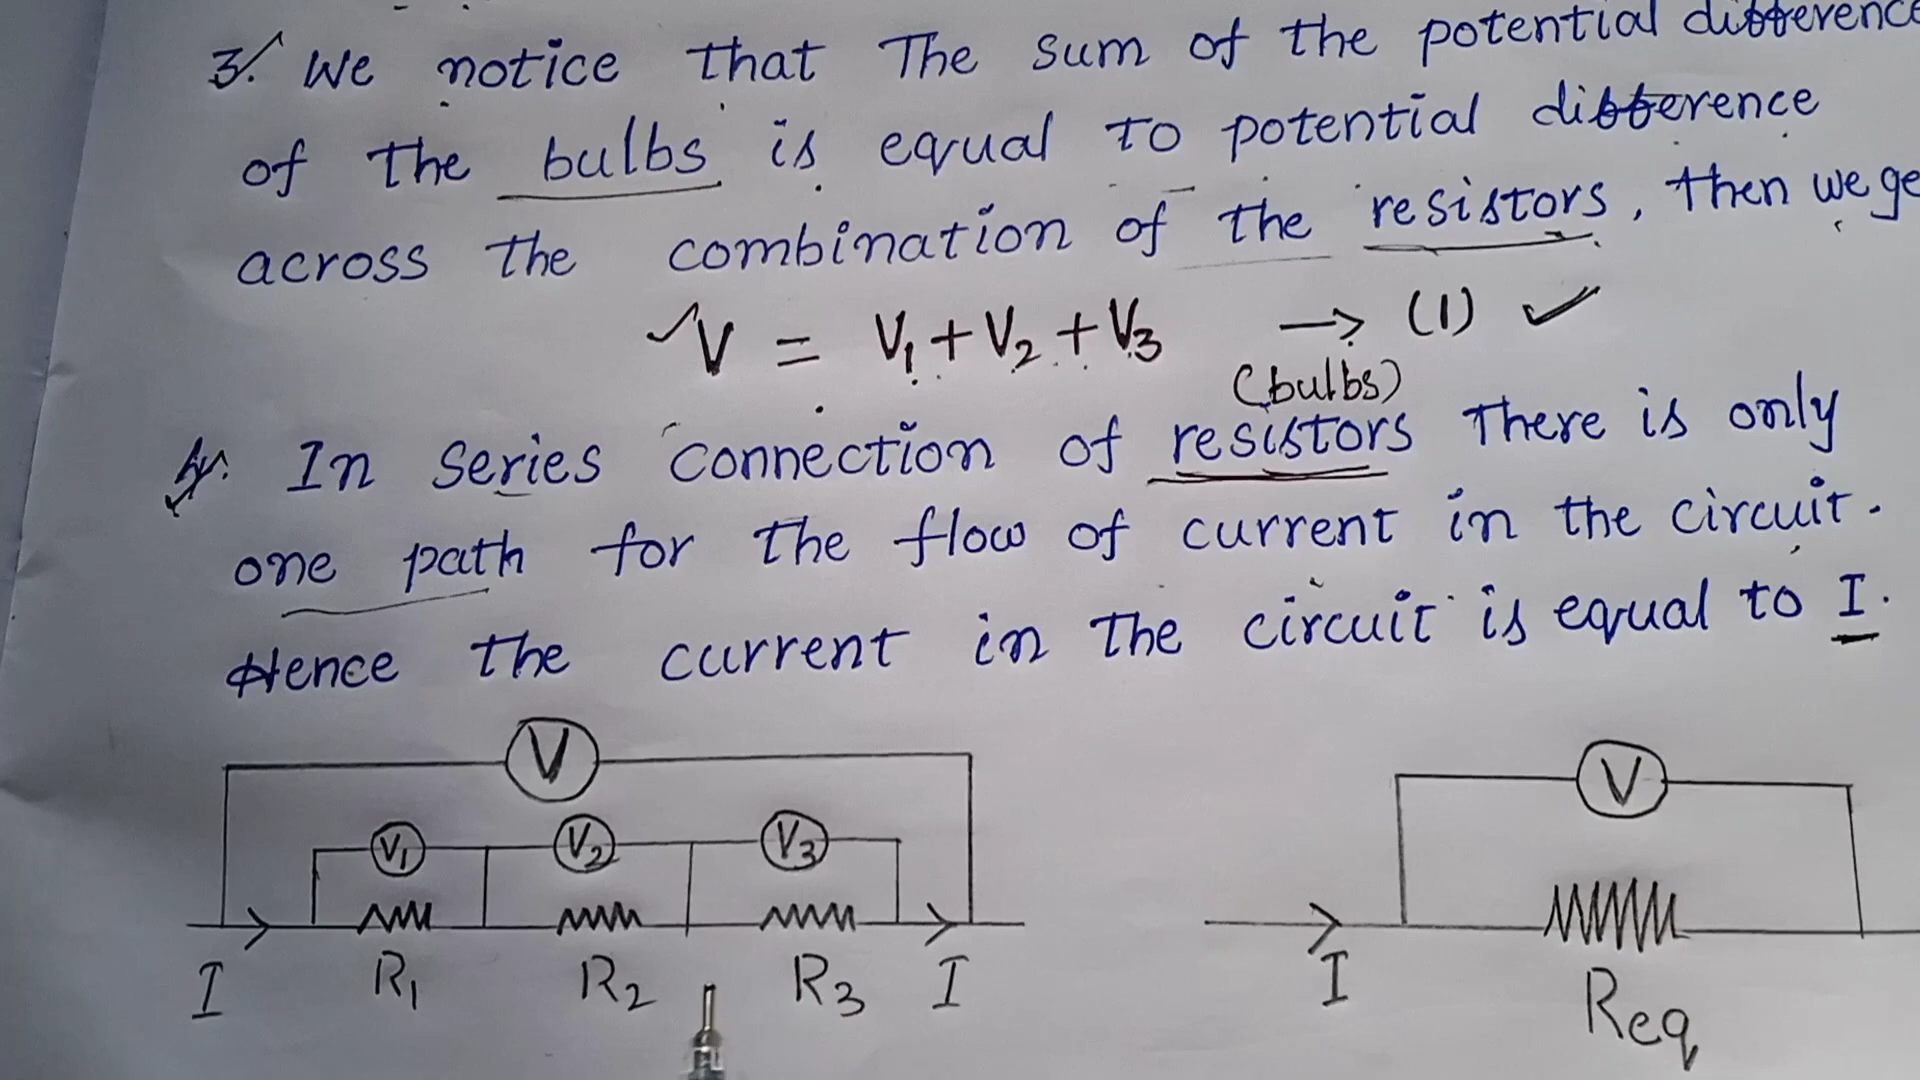 3. We notice that The sum of the potential difference
of the bulbs is equal to potential difference
across the combination of the resistors, then we ge
V = V₁+V₂+V₃ → (1) ✓
(bulbs)
4. In series connection of resistors There is only
one path for the flow of current in the circuit.
Hence the current in the circuit is equal to I.
V V
V₁ V₂ V₃
I R₁ R₂ R₃ I I Req